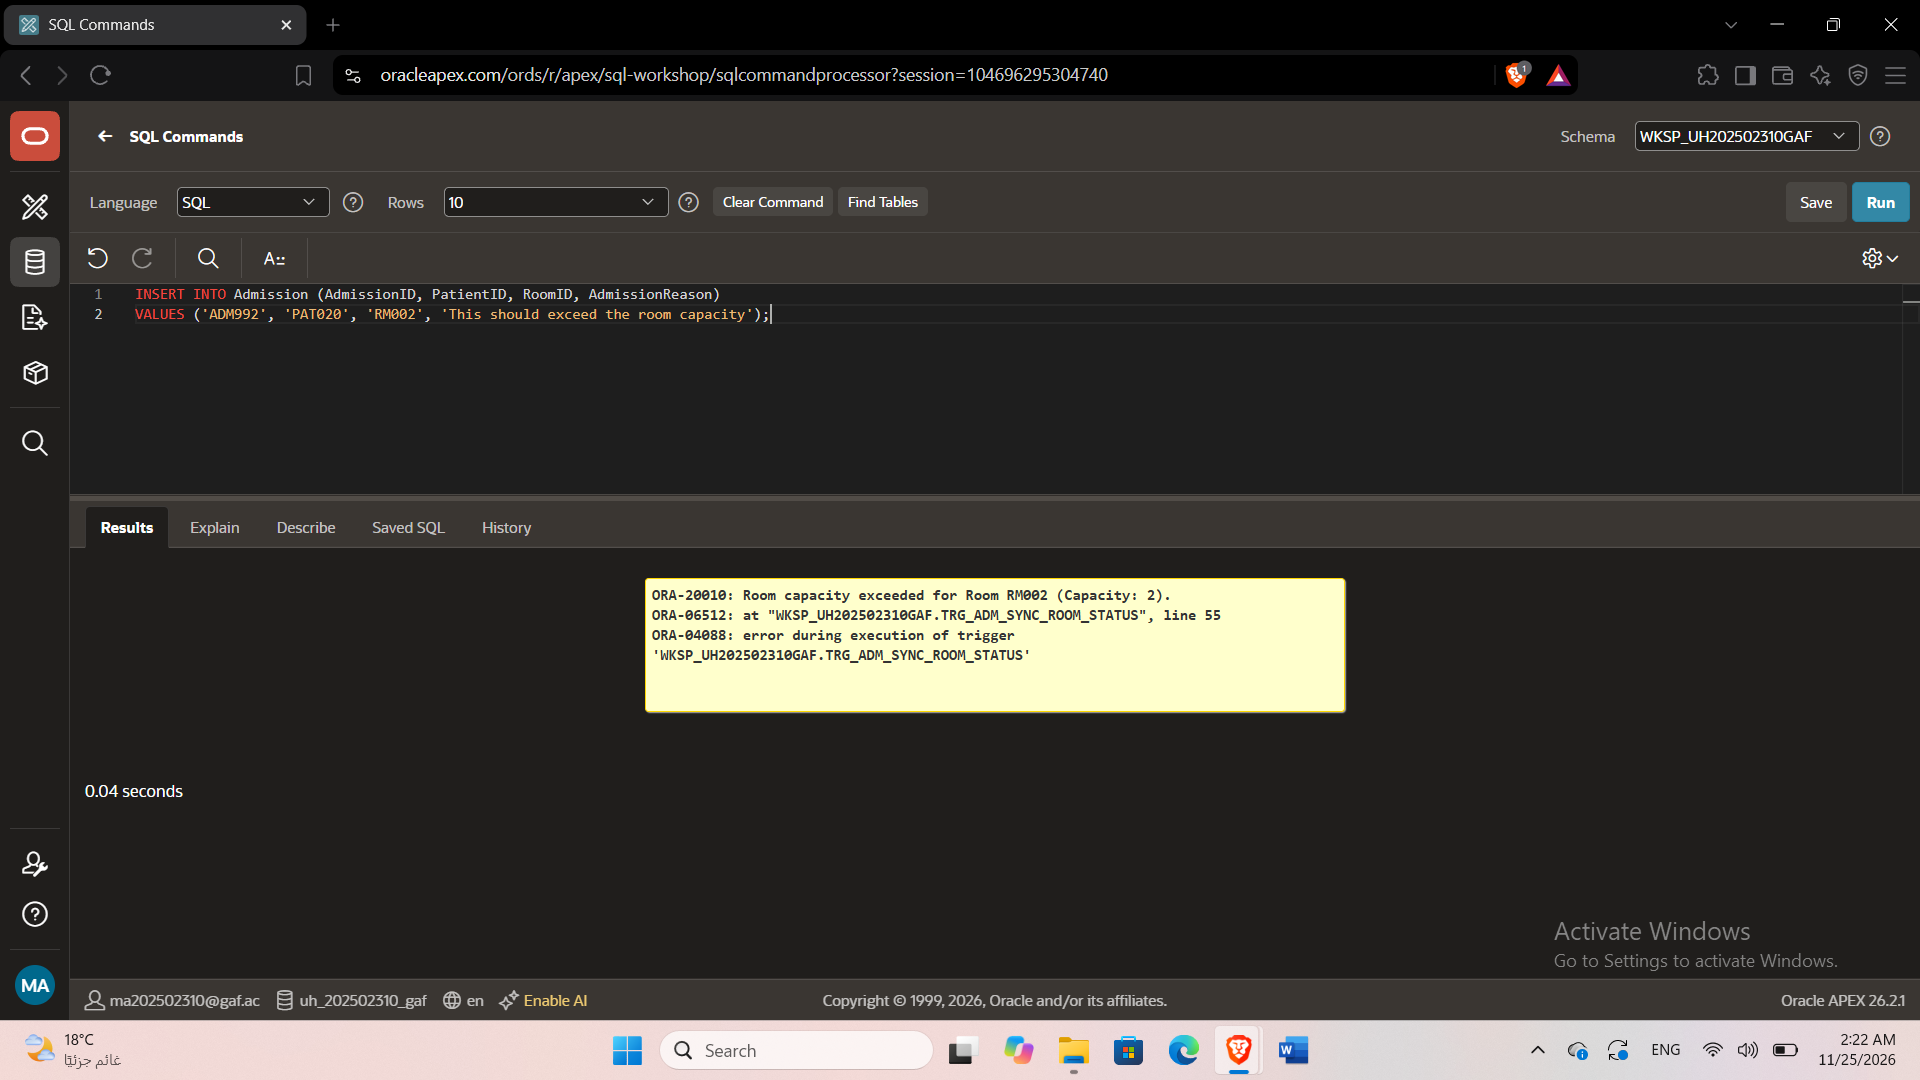 SQL Commands
oracleapex.com/ords/r/apex/sql-workshop/sqlcommandprocessor?session=104696295304740
1
SQL Commands
Schema
WKSP_UH202502310GAF
Language
SQL
Rows
10
Clear Command
Find Tables
Save
Run
A::
1 INSERT INTO Admission (AdmissionID, PatientID, RoomID, AdmissionReason)
2 VALUES ('ADM992', 'PAT020', 'RM002', 'This should exceed the room capacity');
Results
Explain
Describe
Saved SQL
History
ORA-20010: Room capacity exceeded for Room RM002 (Capacity: 2).
ORA-06512: at "WKSP_UH202502310GAF.TRG_ADM_SYNC_ROOM_STATUS", line 55
ORA-04088: error during execution of trigger
'WKSP_UH202502310GAF.TRG_ADM_SYNC_ROOM_STATUS'
0.04 seconds
Activate Windows
Go to Settings to activate Windows.
MA
ma202502310@gaf.ac
uh_202502310_gaf
en
Enable AI
Copyright © 1999, 2026, Oracle and/or its affiliates.
Oracle APEX 26.2.1
18°C
غائم جزئيًا
Search
W
ENG
2:22 AM
11/25/2026